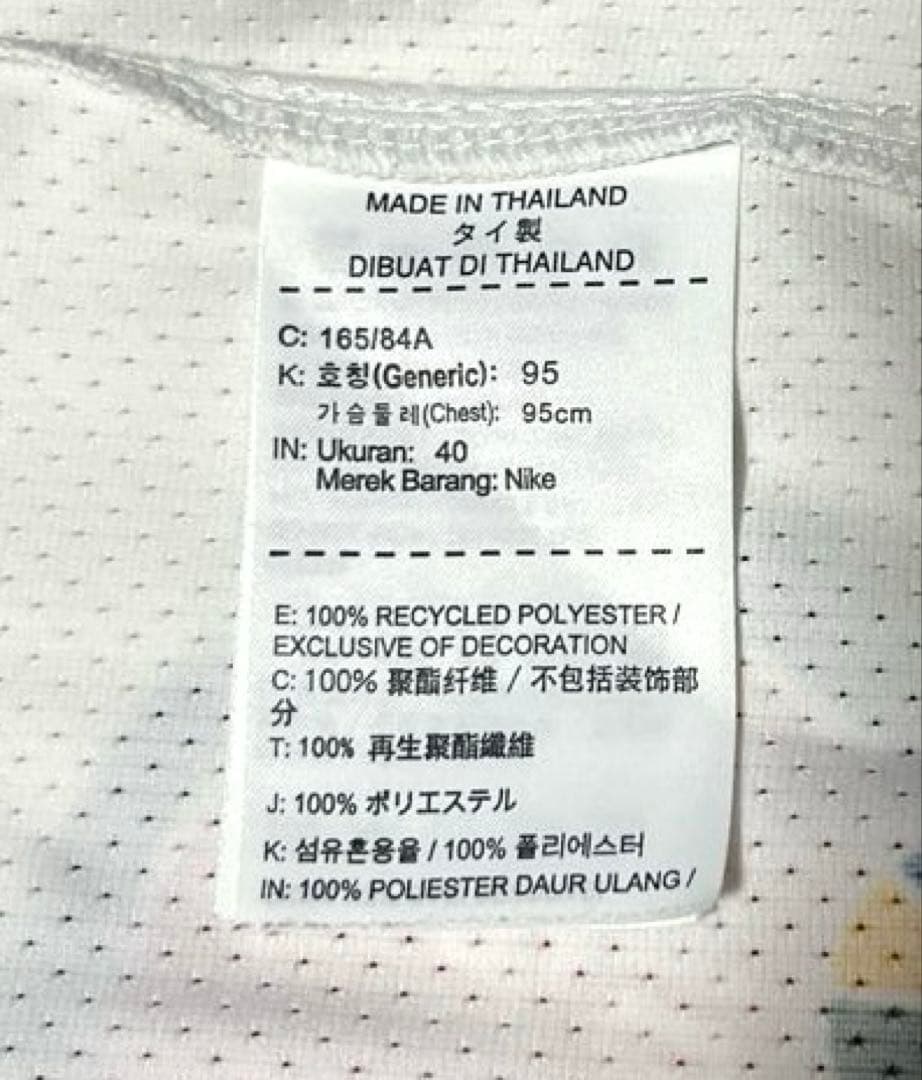 MADE IN THAILAND
タイ製
DIBUAT DI THAILAND
C: 165/84A
K: 호칭(Generic): 95
가슴둘레(Chest): 95cm
IN: Ukuran: 40
Merek Barang: Nike
E: 100% RECYCLED POLYESTER /
EXCLUSIVE OF DECORATION
C: 100% 聚酯纤维 / 不包括装饰部
分
T: 100% 再生聚酯纖維
J: 100% ポリエステル
K: 섬유혼용율 / 100% 폴리에스터
IN: 100% POLIESTER DAUR ULANG /